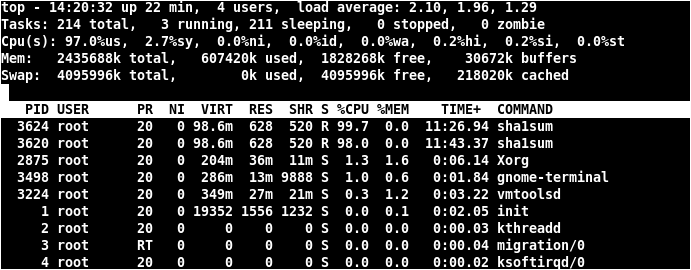 top - 14:20:32 up 22 min,  4 users,  load average: 2.10, 1.96, 1.29
Tasks: 214 total,   3 running, 211 sleeping,   0 stopped,   0 zombie
Cpu(s): 97.0%us,  2.7%sy,  0.0%ni,  0.0%id,  0.0%wa,  0.2%hi,  0.2%si,  0.0%st
Mem:   2435688k total,   607420k used,  1828268k free,    30672k buffers
Swap:  4095996k total,        0k used,  4095996k free,   218020k cached
PID USER      PR  NI  VIRT  RES  SHR S %CPU %MEM    TIME+  COMMAND
3624 root      20   0 98.6m  628  520 R 99.7  0.0  11:26.94 sha1sum
3620 root      20   0 98.6m  628  520 R 98.0  0.0  11:43.37 sha1sum
2875 root      20   0  204m  36m  11m S  1.3  1.6   0:06.14 Xorg
3498 root      20   0  286m  13m 9888 S  1.0  0.6   0:01.84 gnome-terminal
3224 root      20   0  349m  27m  21m S  0.3  1.2   0:03.22 vmtoolsd
1 root      20   0 19352 1556 1232 S  0.0  0.1   0:02.05 init
2 root      20   0     0    0    0 S  0.0  0.0   0:00.03 kthreadd
3 root      RT   0     0    0    0 S  0.0  0.0   0:00.04 migration/0
4 root      20   0     0    0    0 S  0.0  0.0   0:00.02 ksoftirqd/0